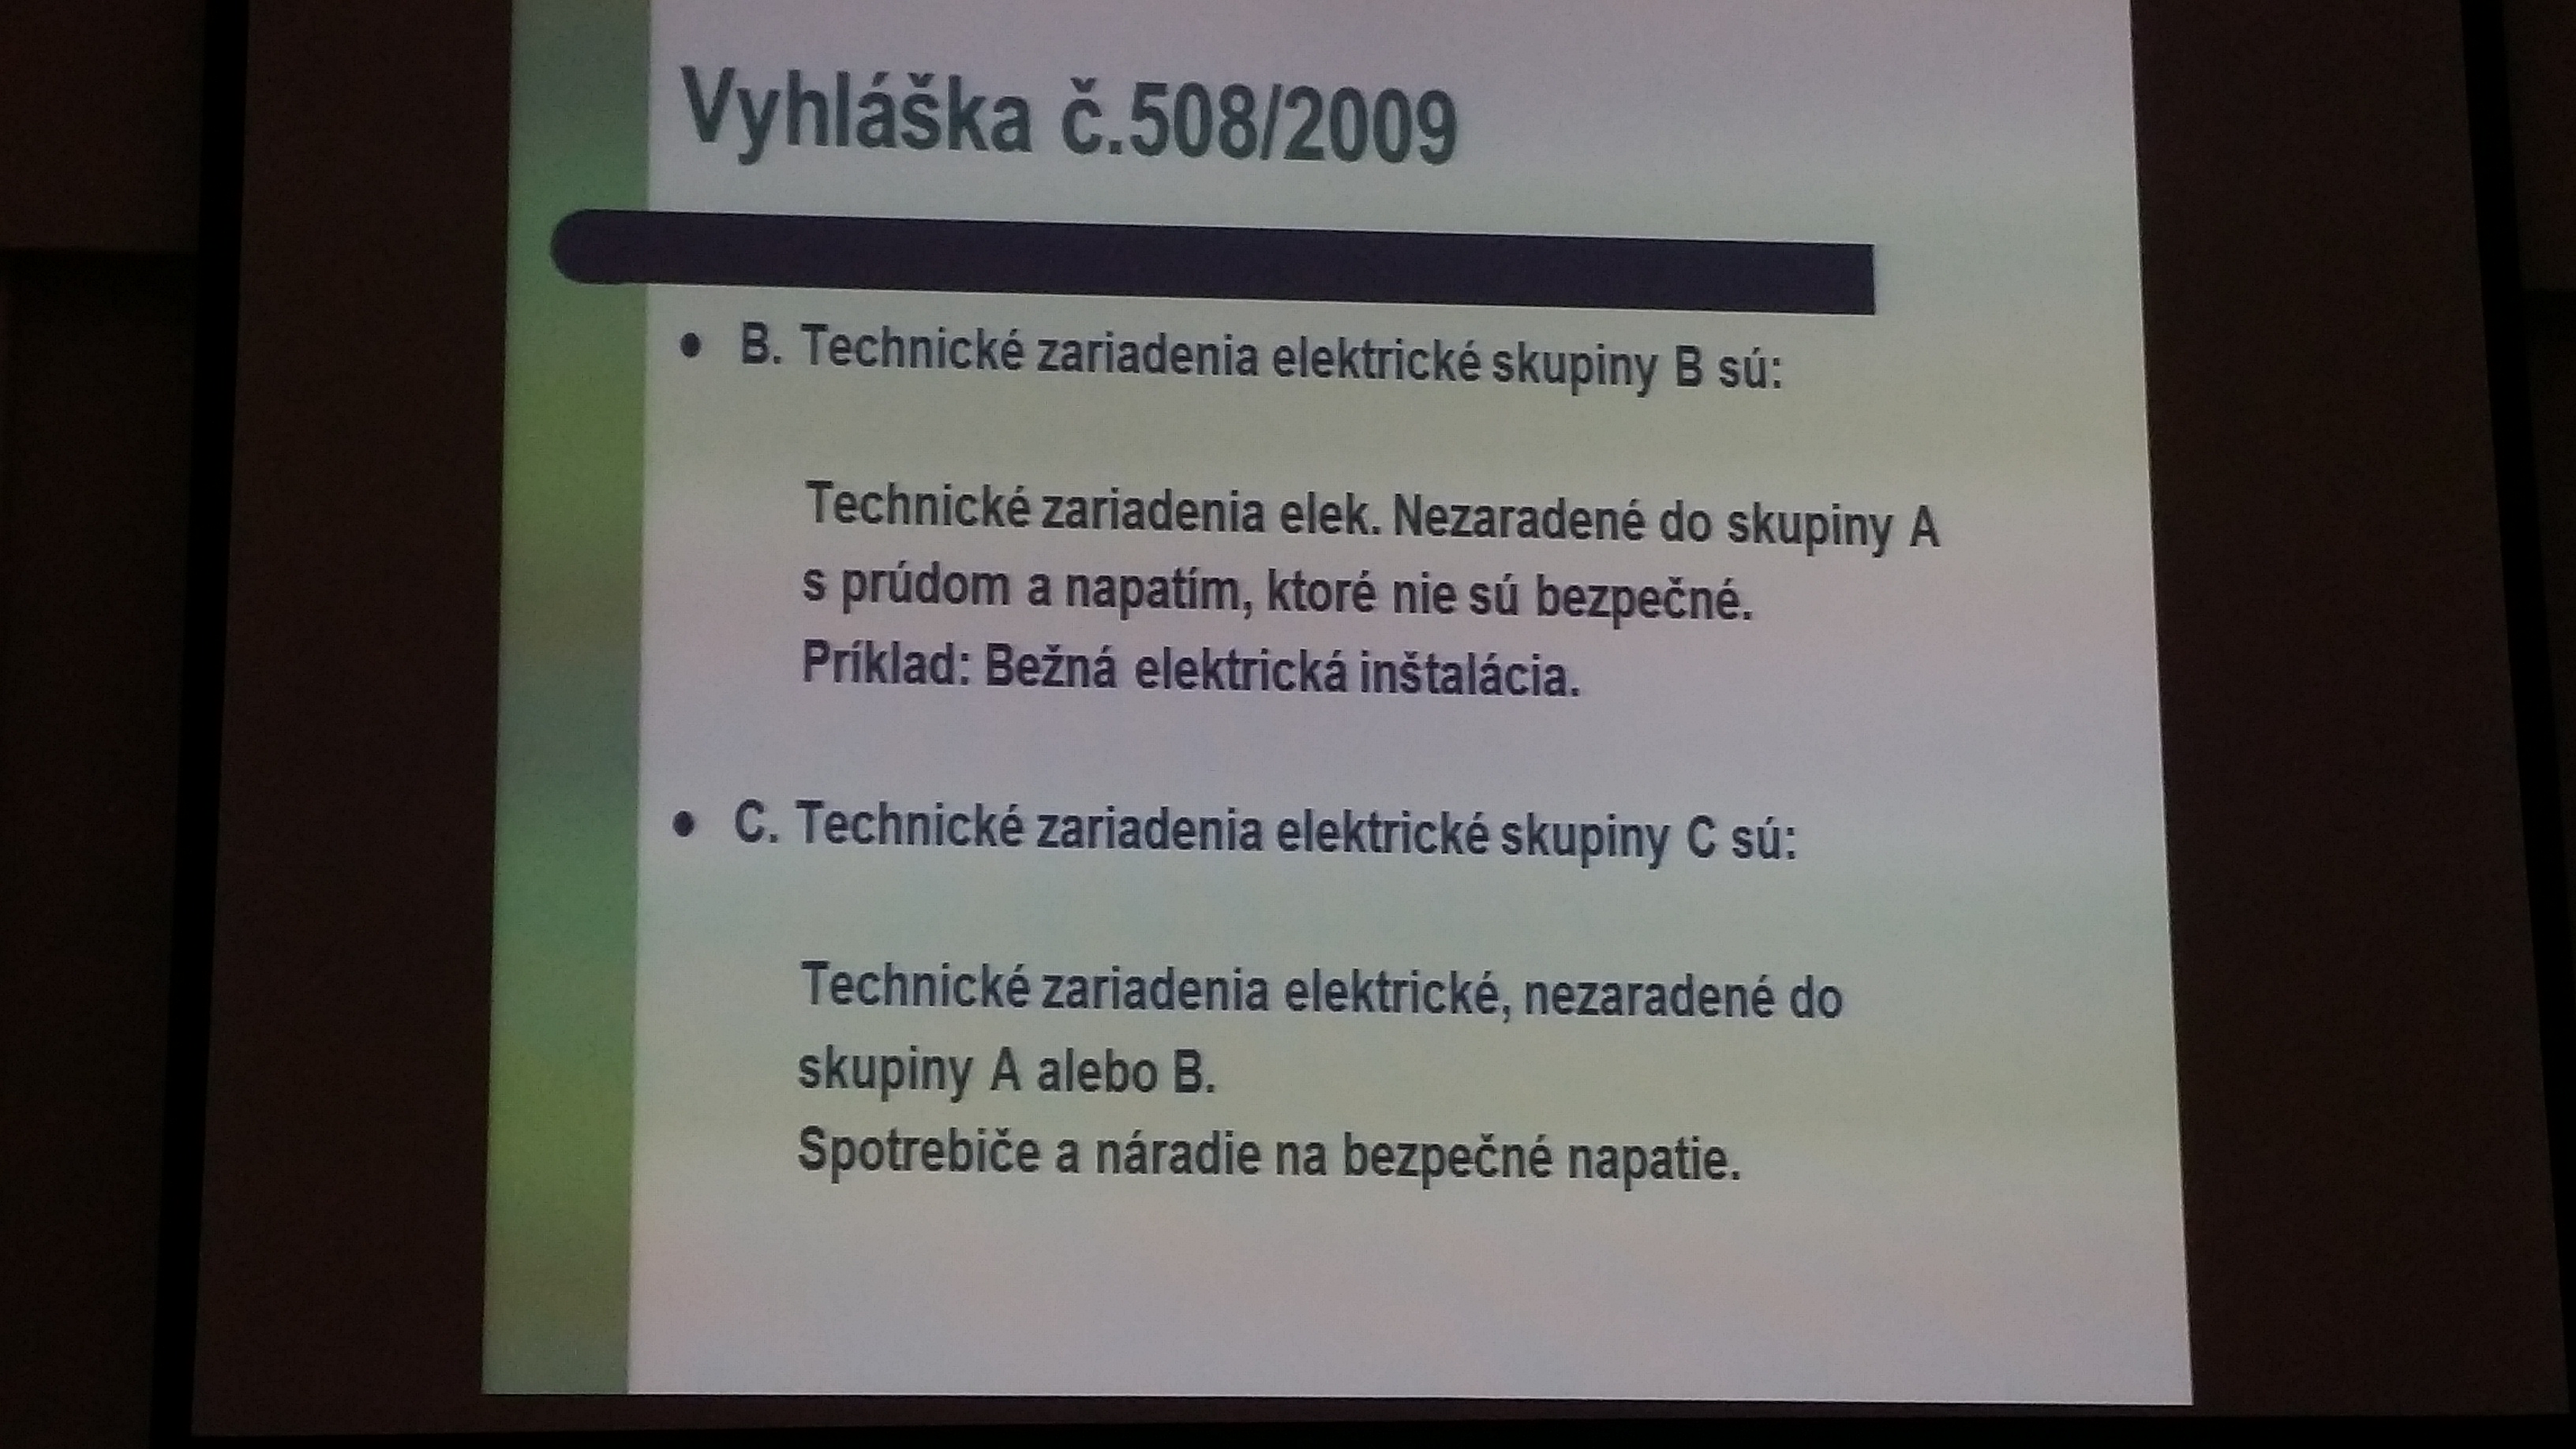 Vyhláška č.508/2009
• B. Technické zariadenia elektrické skupiny B sú:
Technické zariadenia elek. Nezaradené do skupiny A
s prúdom a napatím, ktoré nie sú bezpečné.
Príklad: Bežná elektrická inštalácia.
• C. Technické zariadenia elektrické skupiny C sú:
Technické zariadenia elektrické, nezaradené do
skupiny A alebo B.
Spotrebiče a náradie na bezpečné napatie.